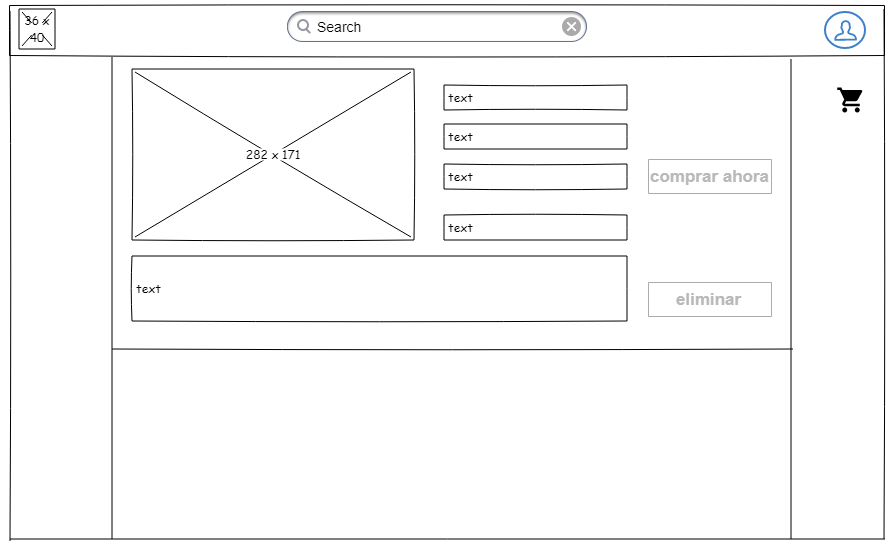 36 x
40
Search
282 x 171
text
text
text
text
comprar ahora
text
eliminar